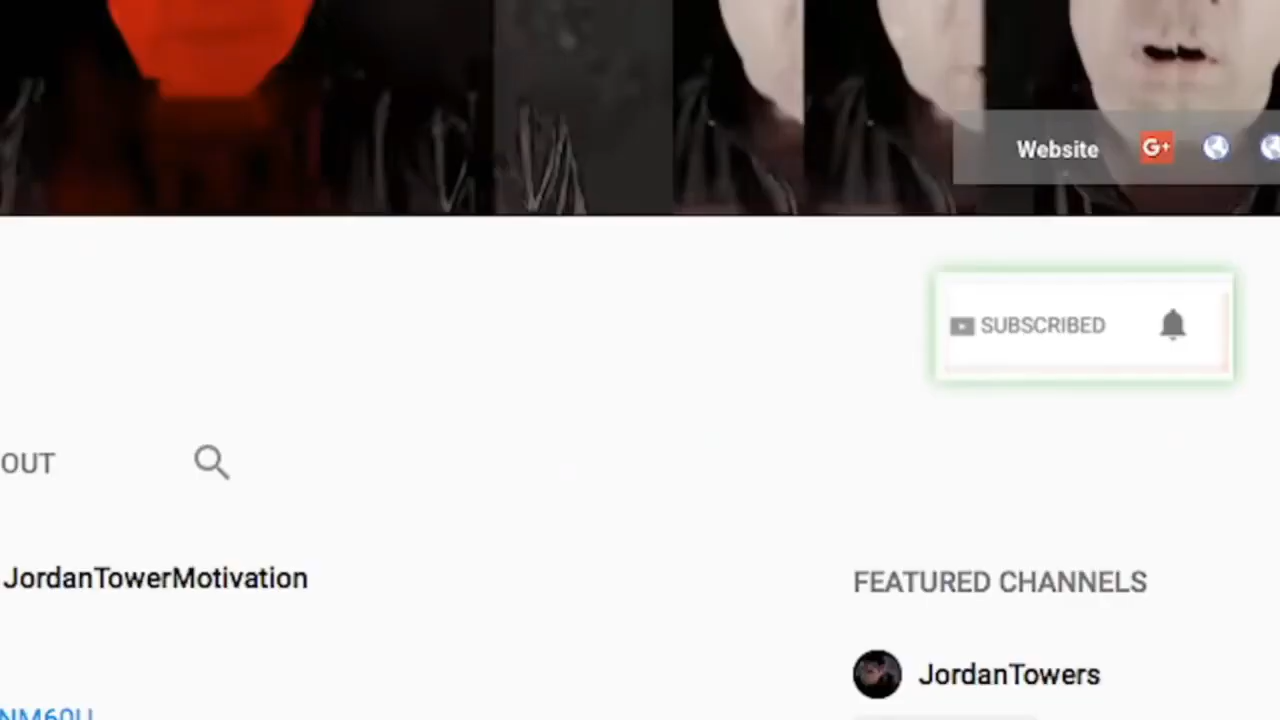 Website G+
SUBSCRIBED
OUT
JordanTowerMotivation
FEATURED CHANNELS
JordanTowers